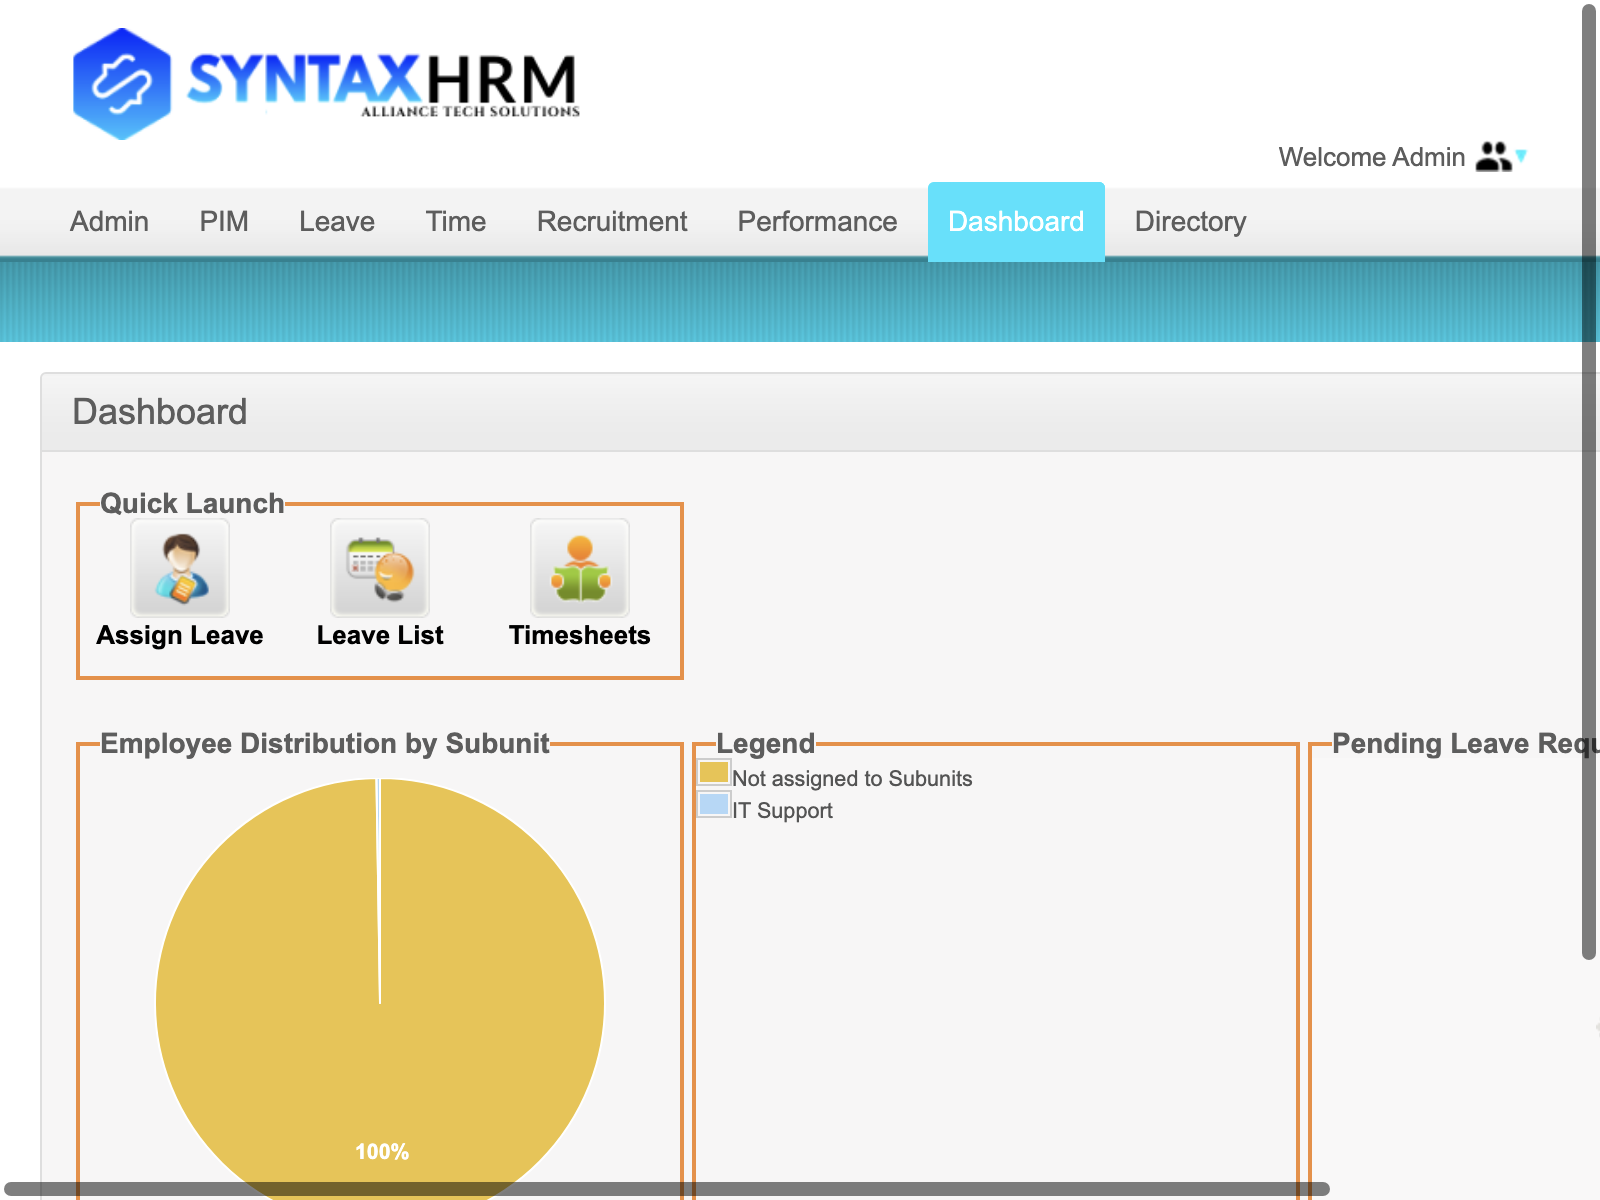 SYNTAXHRM
ALLIANCE TECH SOLUTIONS
Welcome Admin
Admin PIM Leave Time Recruitment Performance Dashboard Directory
Dashboard
Quick Launch
Assign Leave Leave List Timesheets
Employee Distribution by Subunit
100%
Legend
Not assigned to Subunits
IT Support
Pending Leave Requ